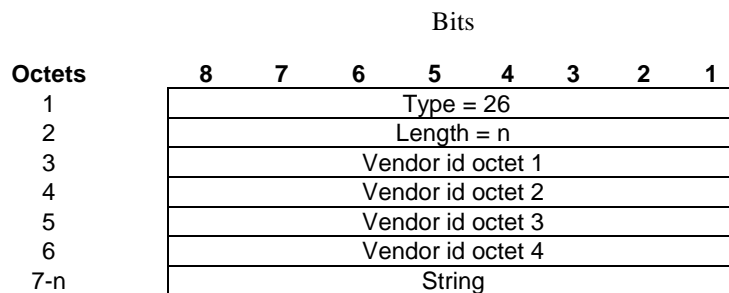 Bits
Octets 8 7 6 5 4 3 2 1
1 Type = 26
2 Length = n
3 Vendor id octet 1
4 Vendor id octet 2
5 Vendor id octet 3
6 Vendor id octet 4
7-n String